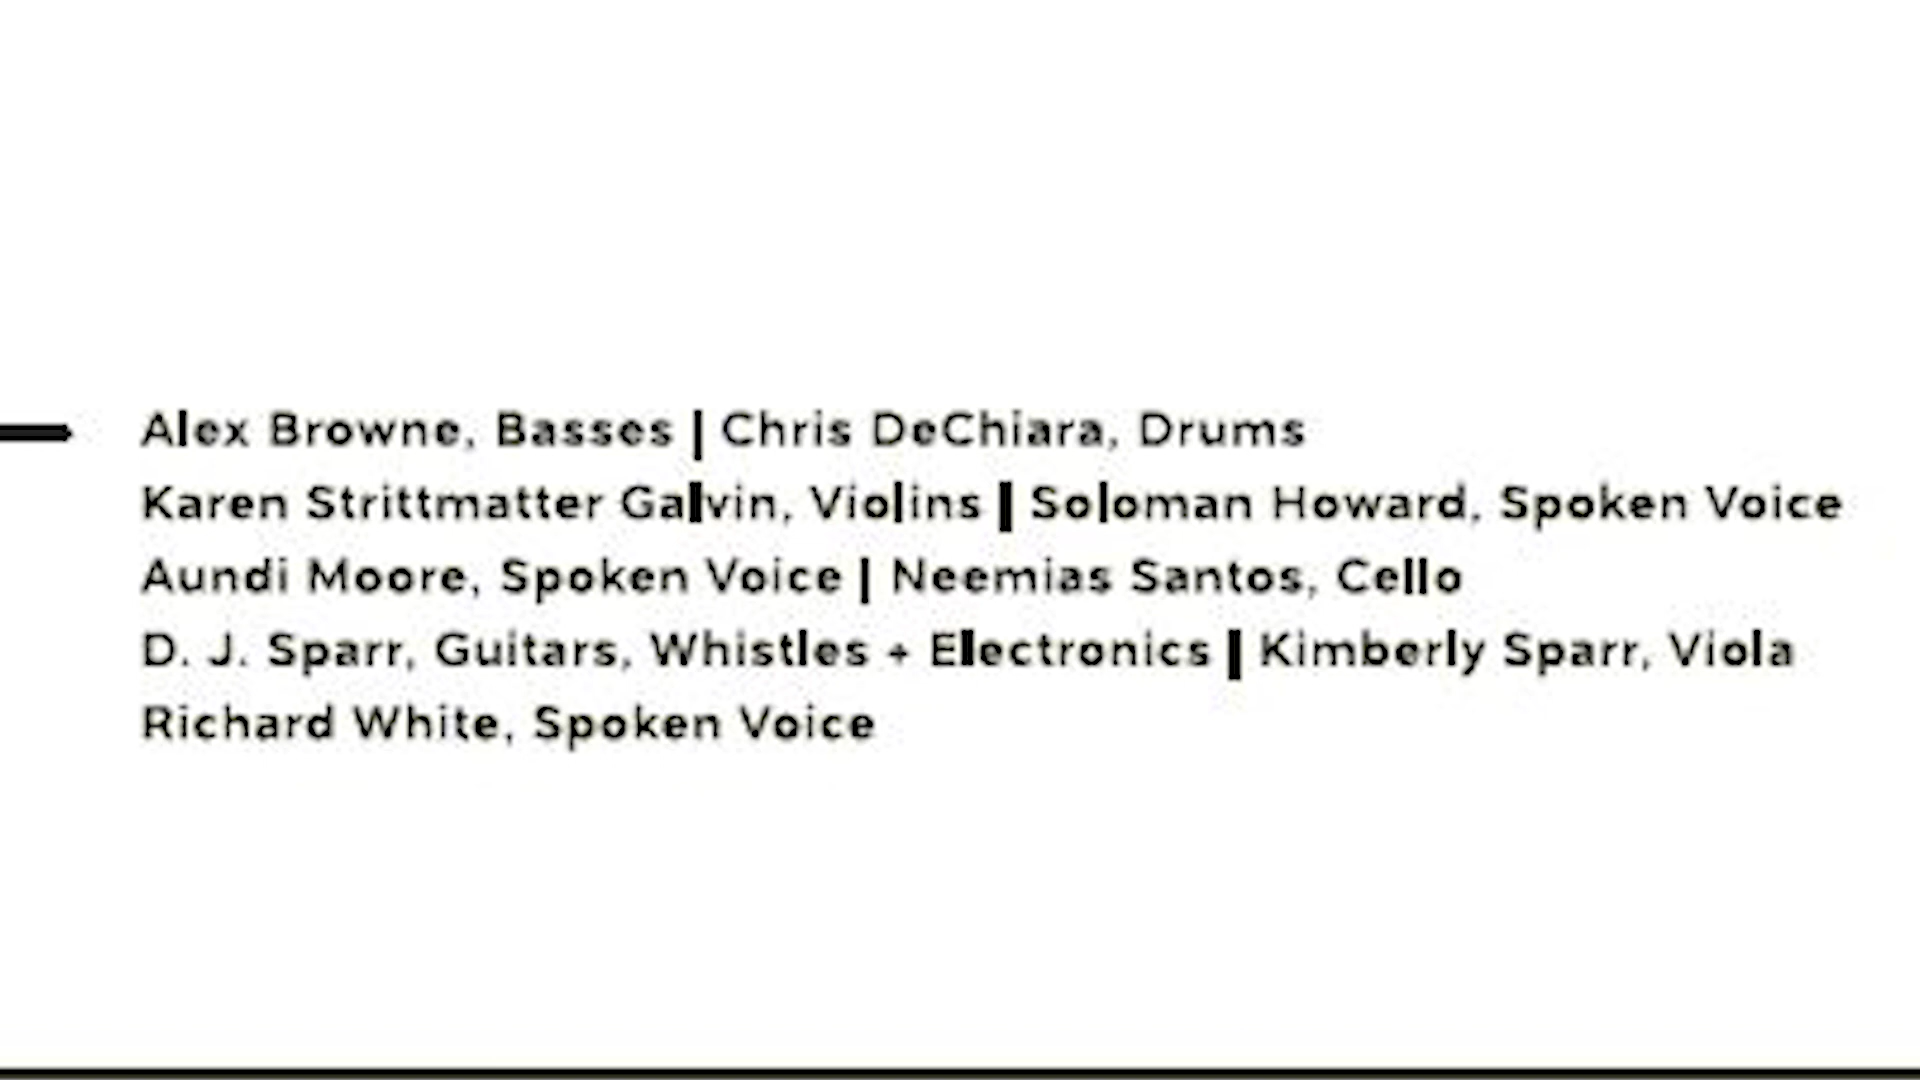 Alex Browne, Basses | Chris DeChiara, Drums
Karen Strittmatter Galvin, Violins | Soloman Howard, Spoken Voice
Aundi Moore, Spoken Voice | Neemias Santos, Cello
D. J. Sparr, Guitars, Whistles + Electronics | Kimberly Sparr, Viola
Richard White, Spoken Voice